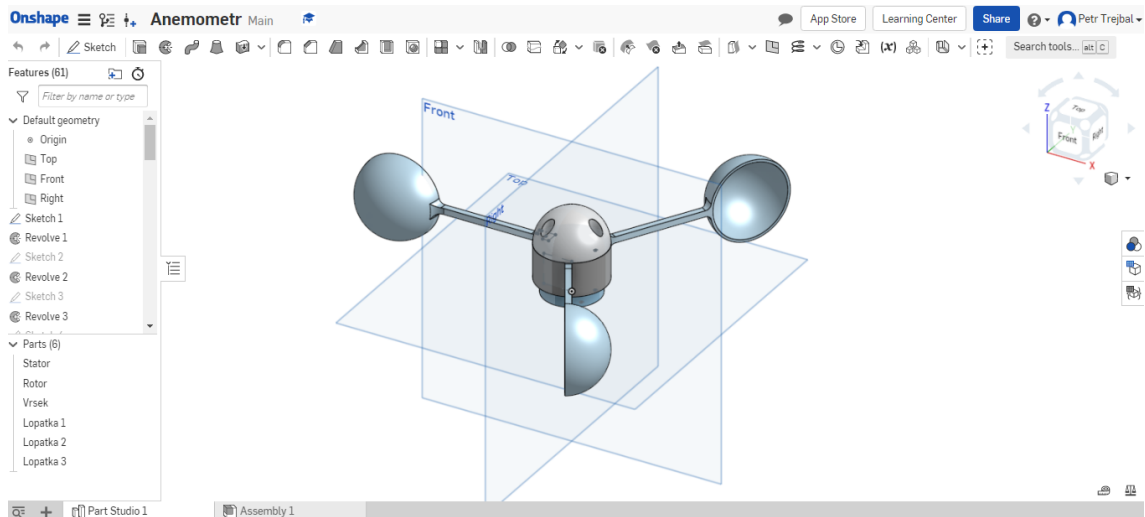 Onshape Anemometr Main App Store Learning Center Share Petr Trejbal
Sketch (x) Search tools... alt C
Features (61)
Filter by name or type
Default geometry
Origin
Top
Front
Right
Sketch 1
Revolve 1
Sketch 2
Revolve 2
Sketch 3
Revolve 3
Parts (6)
Stator
Rotor
Vrsek
Lopatka 1
Lopatka 2
Lopatka 3
Front
Top
Right
Z
Top
Front
Right
X
Part Studio 1 Assembly 1